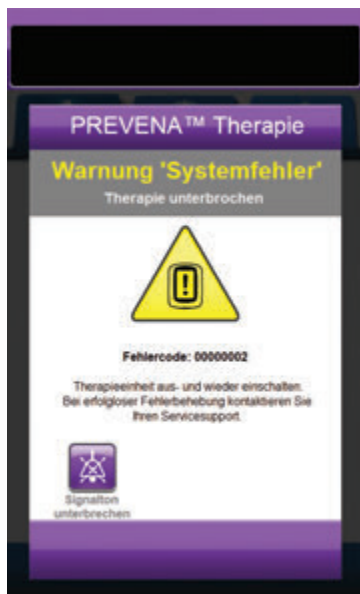 PREVENA™ Therapie
Warnung 'Systemfehler'
Therapie unterbrochen
Fehlercode: 00000002
Therapieeinheit aus- und wieder einschalten.
Bei erfolgloser Fehlerbehebung kontaktieren Sie
Ihren Servicesupport.
Signalton
unterbrechen